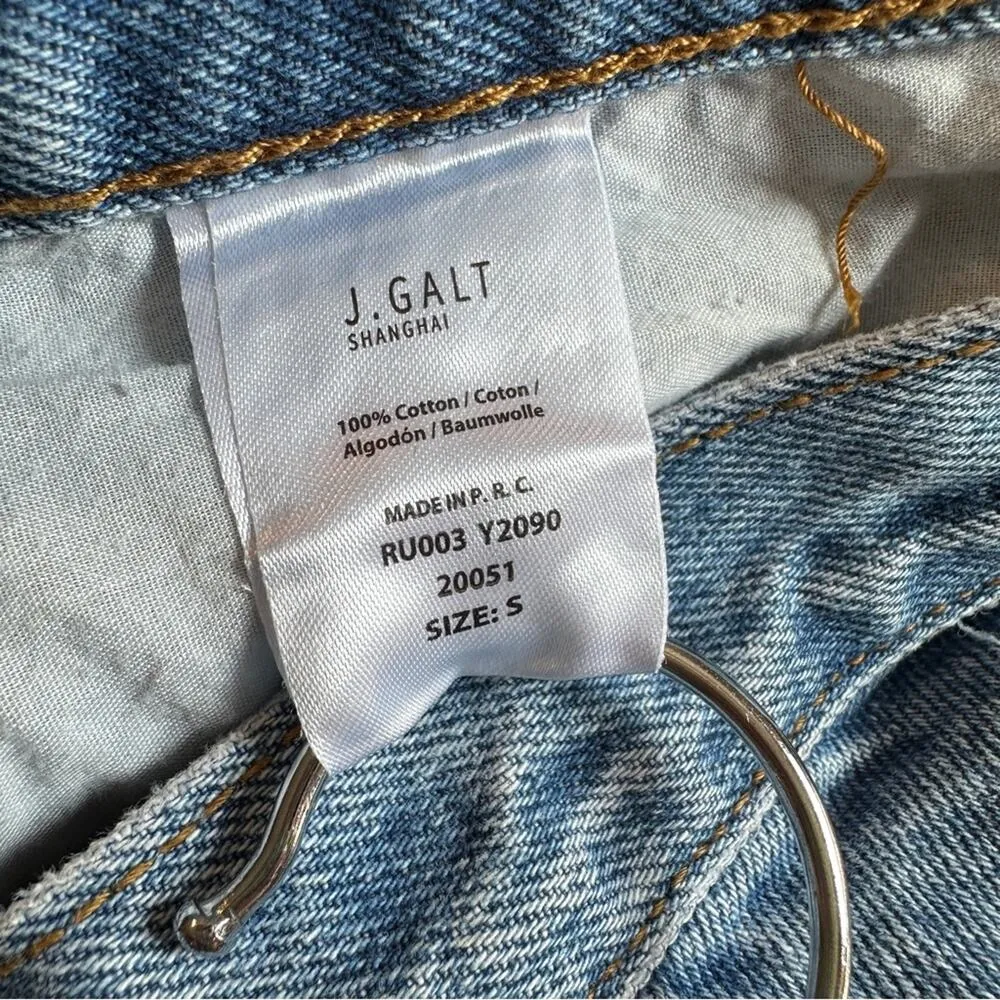 J.GALT
SHANGHAI
100% Cotton / Coton /
Algodón / Baumwolle
MADE IN P. R. C.
RU003 Y2090
20051
SIZE: S